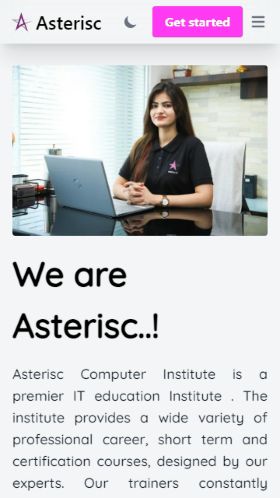 Asterisc
Get started
We are
Asterisc..!
Asterisc Computer Institute is a
premier IT education Institute . The
institute provides a wide variety of
professional career, short term and
certification courses, designed by our
experts. Our trainers constantly